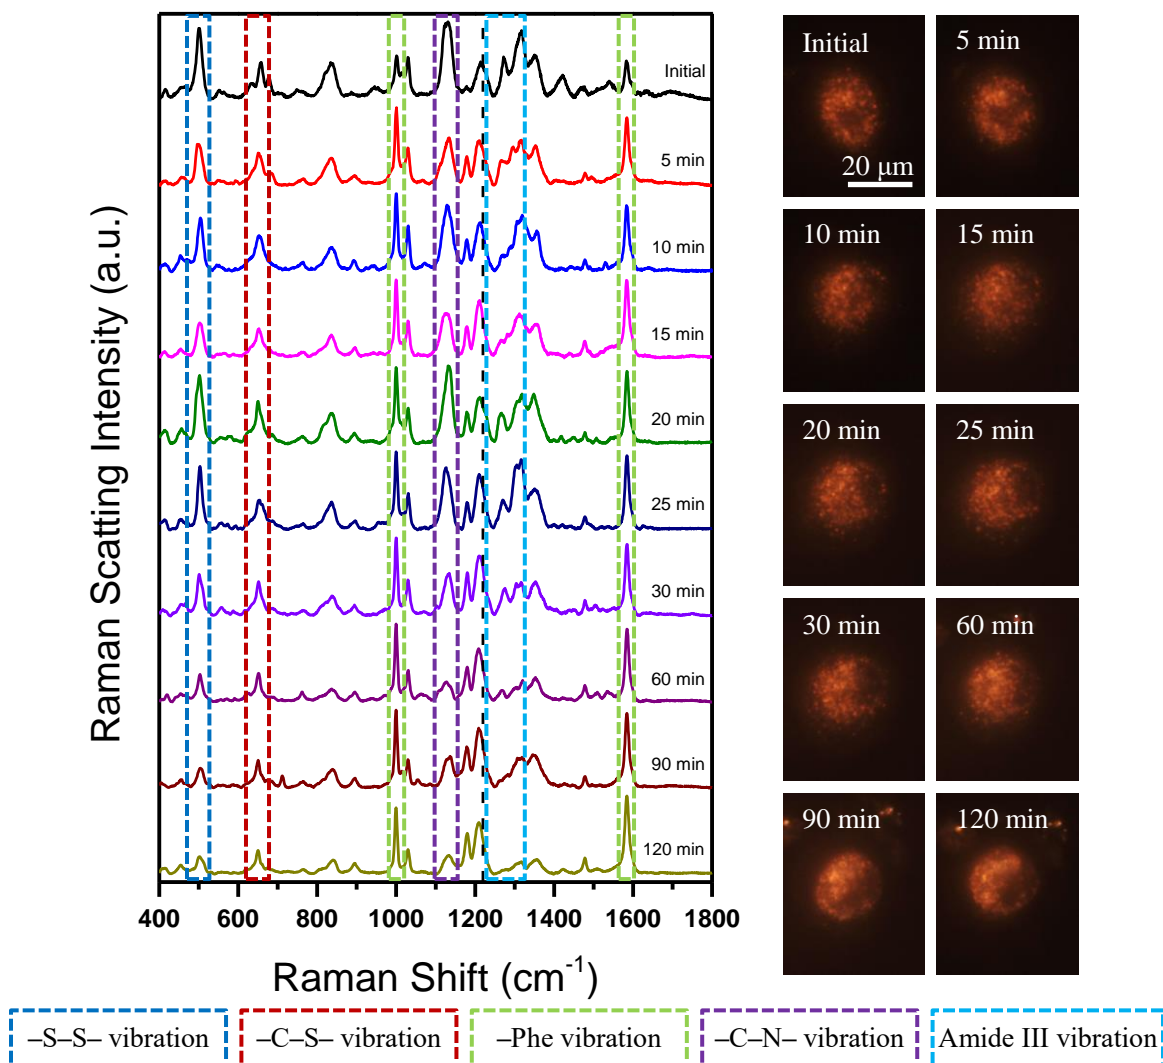 Initial
5 min
10 min
15 min
20 min
25 min
30 min
60 min
90 min
120 min
Raman Scatting Intensity (a.u.)
400 600 800 1000 1200 1400 1600 1800
Raman Shift (cm⁻¹)
Initial
5 min
20 µm
10 min
15 min
20 min
25 min
30 min
60 min
90 min
120 min
–S–S– vibration
–C–S– vibration
–Phe vibration
–C–N– vibration
Amide III vibration